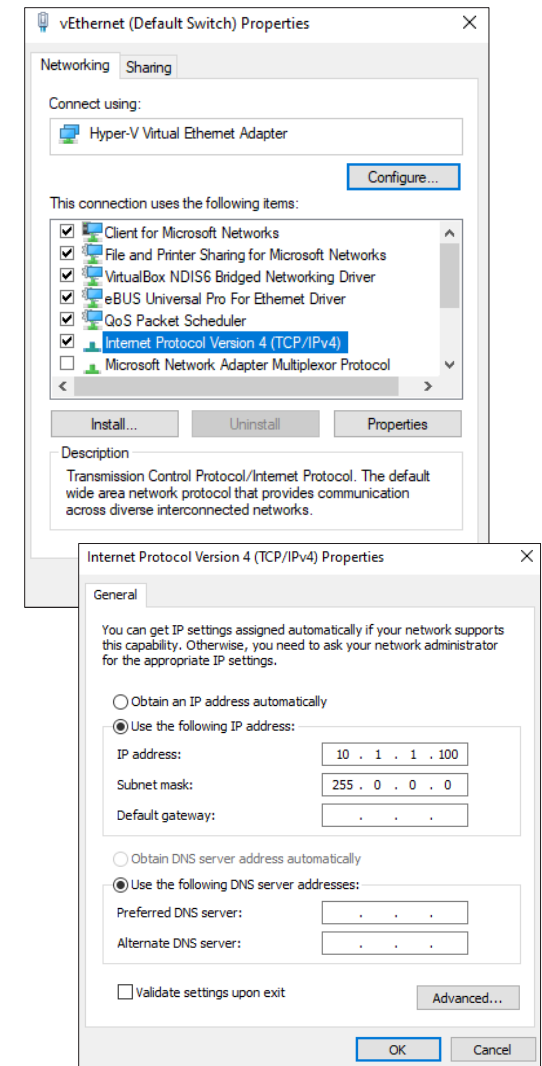 vEthernet (Default Switch) Properties
Networking Sharing
Connect using:
Hyper-V Virtual Ethernet Adapter
Configure...
This connection uses the following items:
Client for Microsoft Networks
File and Printer Sharing for Microsoft Networks
VirtualBox NDIS6 Bridged Networking Driver
eBUS Universal Pro For Ethernet Driver
QoS Packet Scheduler
Internet Protocol Version 4 (TCP/IPv4)
Microsoft Network Adapter Multiplexor Protocol
Install... Uninstall Properties
Description
Transmission Control Protocol/Internet Protocol. The default
wide area network protocol that provides communication
across diverse interconnected networks.
Internet Protocol Version 4 (TCP/IPv4) Properties
General
You can get IP settings assigned automatically if your network supports
this capability. Otherwise, you need to ask your network administrator
for the appropriate IP settings.
Obtain an IP address automatically
Use the following IP address:
IP address: 10 . 1 . 1 . 100
Subnet mask: 255 . 0 . 0 . 0
Default gateway: . . .
Obtain DNS server address automatically
Use the following DNS server addresses:
Preferred DNS server: . . .
Alternate DNS server: . . .
Validate settings upon exit
Advanced...
OK Cancel